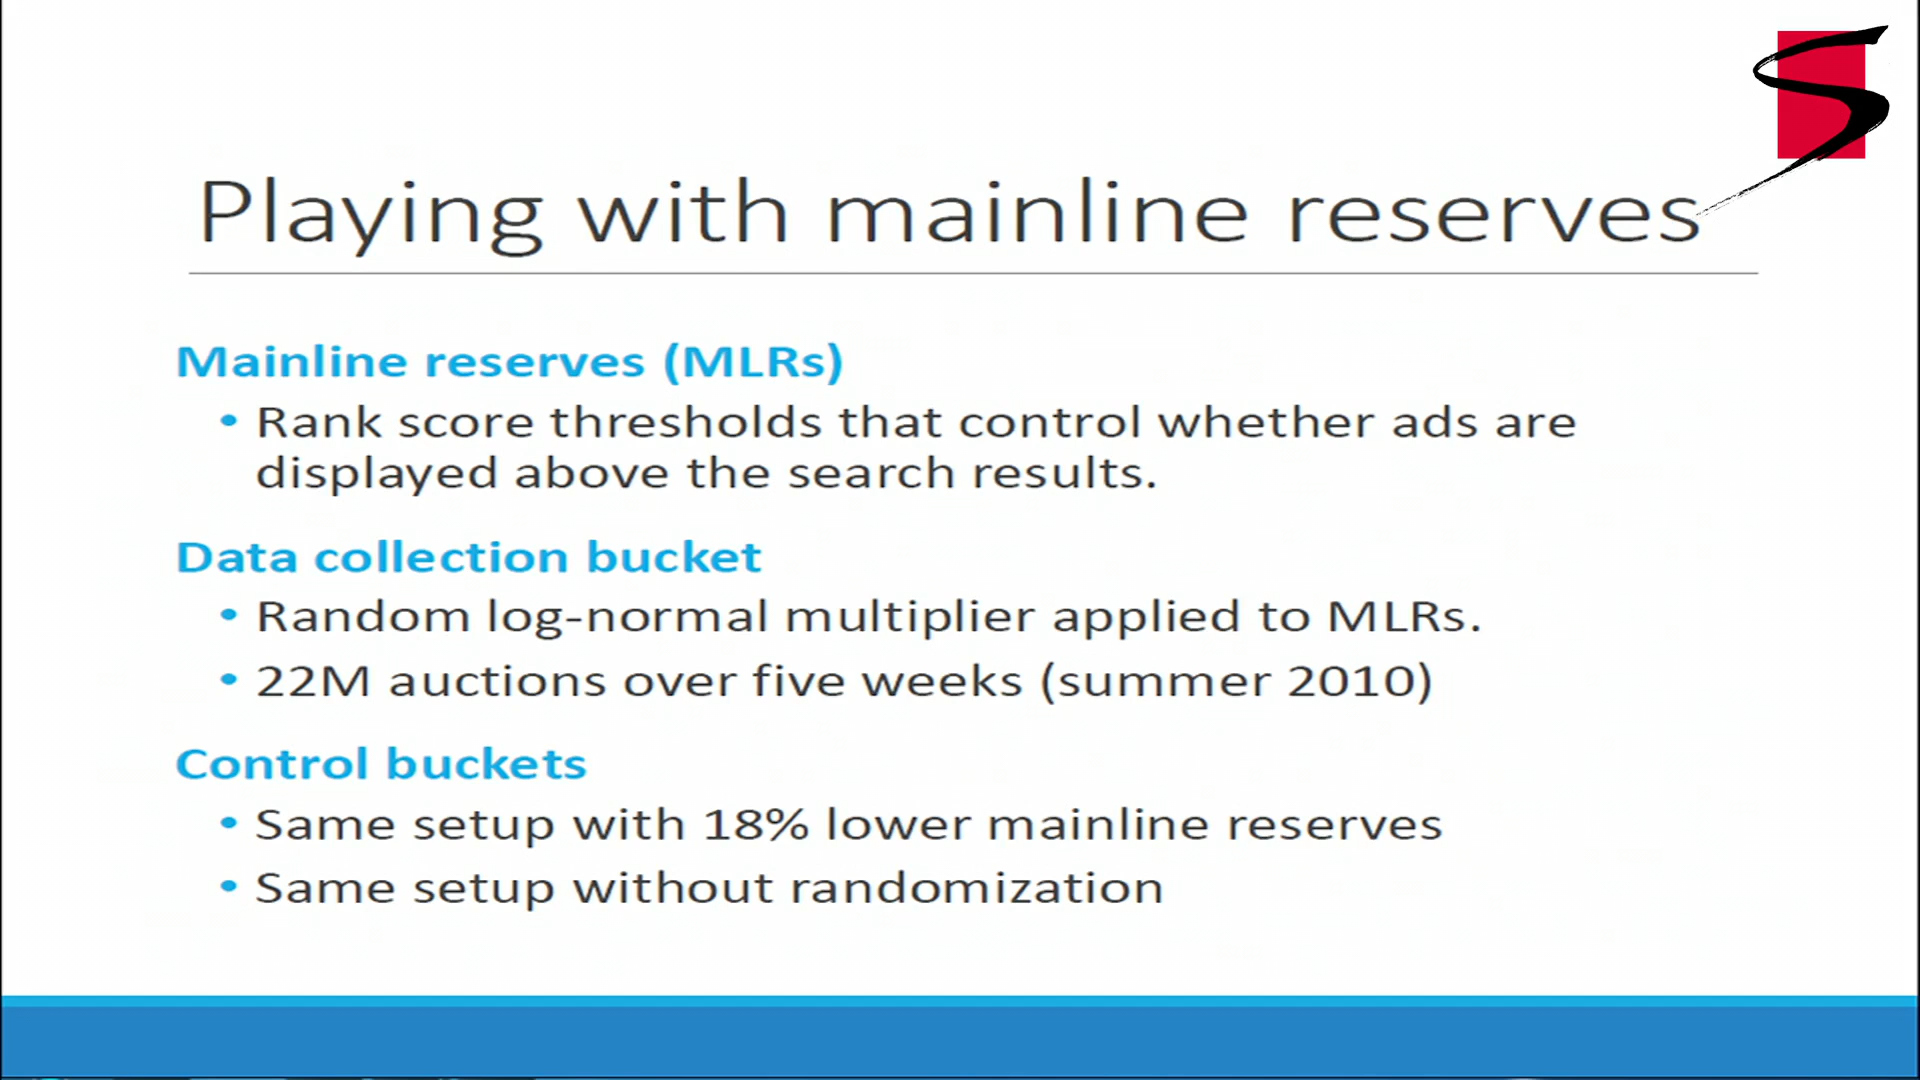 Playing with mainline reserves
Mainline reserves (MLRs)
• Rank score thresholds that control whether ads are
displayed above the search results.
Data collection bucket
• Random log-normal multiplier applied to MLRs.
• 22M auctions over five weeks (summer 2010)
Control buckets
• Same setup with 18% lower mainline reserves
• Same setup without randomization